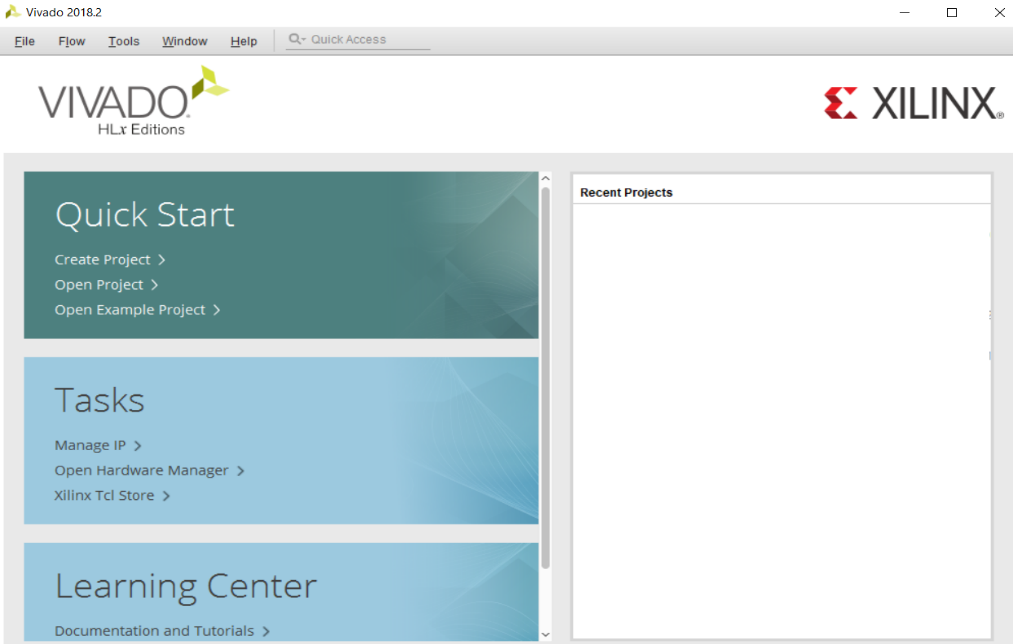 Vivado 2018.2
File Flow Tools Window Help Quick Access
VIVADO.
HLx Editions
XILINX®
Quick Start
Create Project
Open Project
Open Example Project
Tasks
Manage IP
Open Hardware Manager
Xilinx Tcl Store
Learning Center
Documentation and Tutorials
Recent Projects